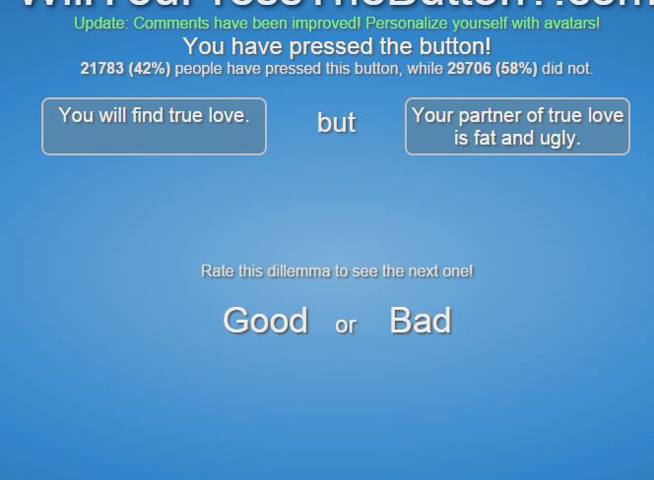 Update: Comments have been improved! Personalize yourself with avatars!
You have pressed the button!
21783 (42%) people have pressed this button, while 29706 (58%) did not.
You will find true love.
but
Your partner of true love
is fat and ugly.
Rate this dillemma to see the next one!
Good or Bad